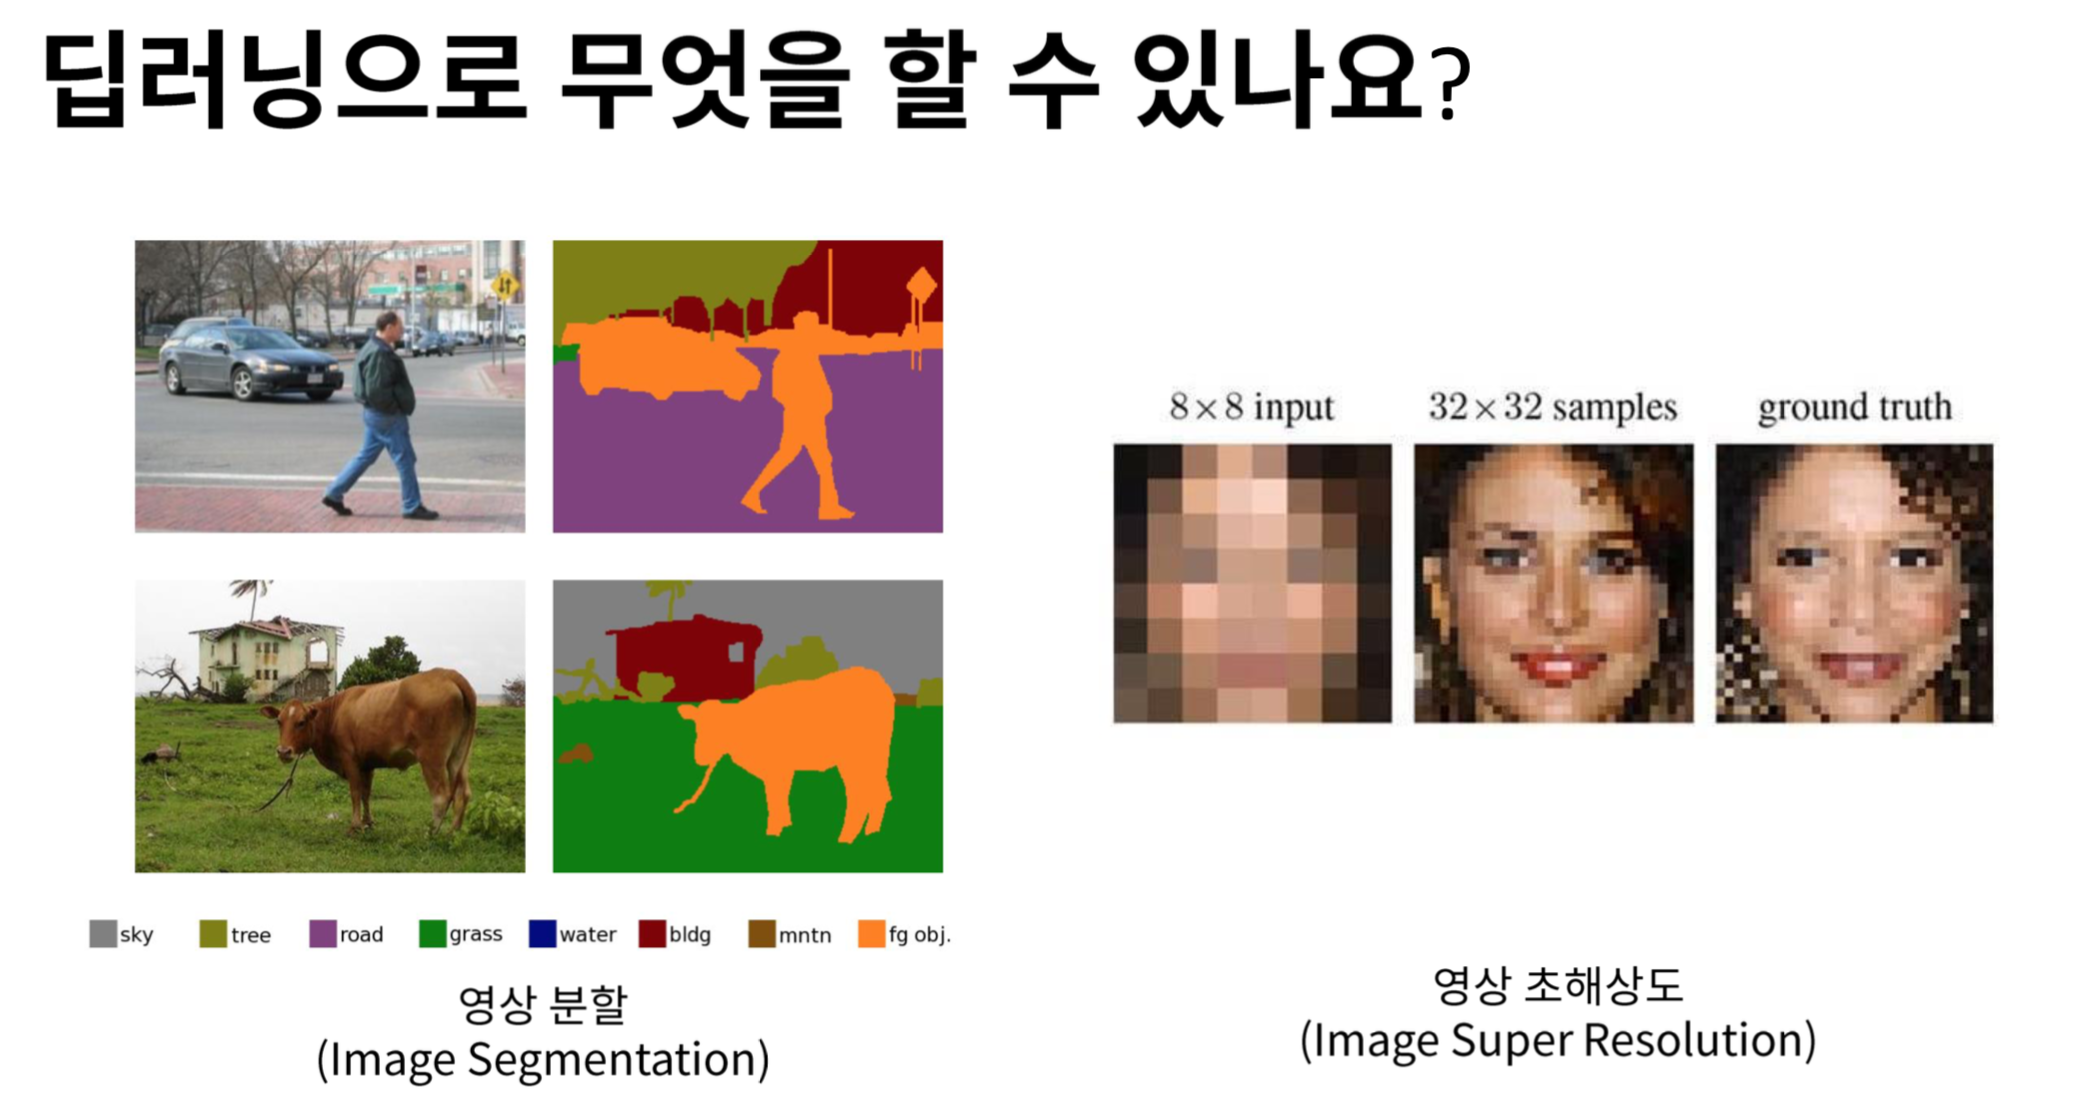 딥러닝으로 무엇을 할 수 있나요?
sky tree road grass water bldg mntn fg obj.
영상 분할
(Image Segmentation)
8×8 input 32×32 samples ground truth
영상 초해상도
(Image Super Resolution)